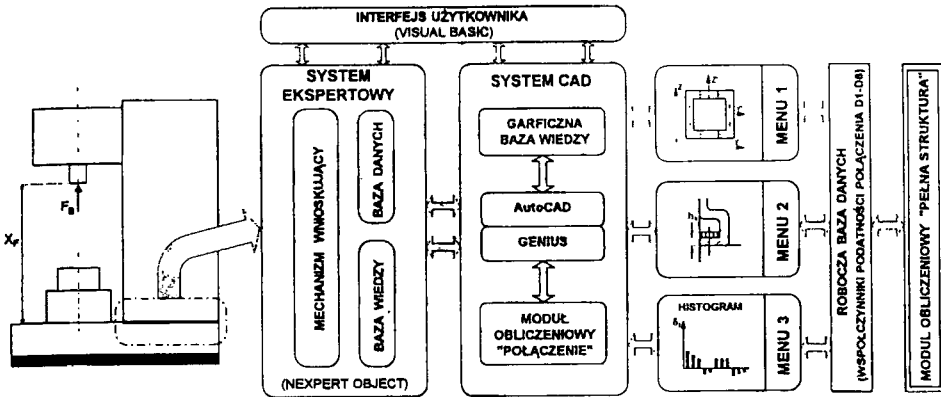 INTERFEJS UŻYTKOWNIKA
(VISUAL BASIC)
SYSTEM
EKSPERTOWY
MECHANIZM WNIOSKUJĄCY
BAZA DANYCH
BAZA WIEDZY
(NEXPERT OBJECT)
SYSTEM CAD
GARFICZNA
BAZA WIEDZY
AutoCAD
GENIUS
MODUŁ
OBLICZENIOWY
"POŁĄCZENIE"
MENU 1
MENU 2
HISTOGRAM
MENU 3
ROBOCZA BAZA DANYCH
(WSPÓŁCZYNNIKI PODATNOŚCI POŁĄCZENIA D1-D8)
MODUŁ OBLICZENIOWY "PEŁNA STRUKTURA"
X_F